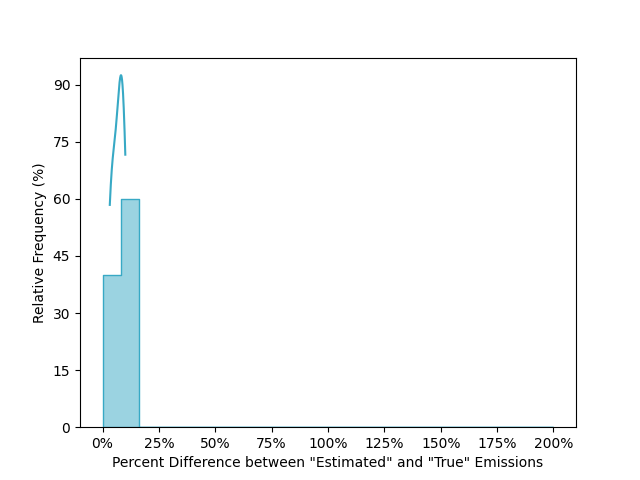 90
75
60
45
30
15
0
Relative Frequency (%)
0% 25% 50% 75% 100% 125% 150% 175% 200%
Percent Difference between "Estimated" and "True" Emissions